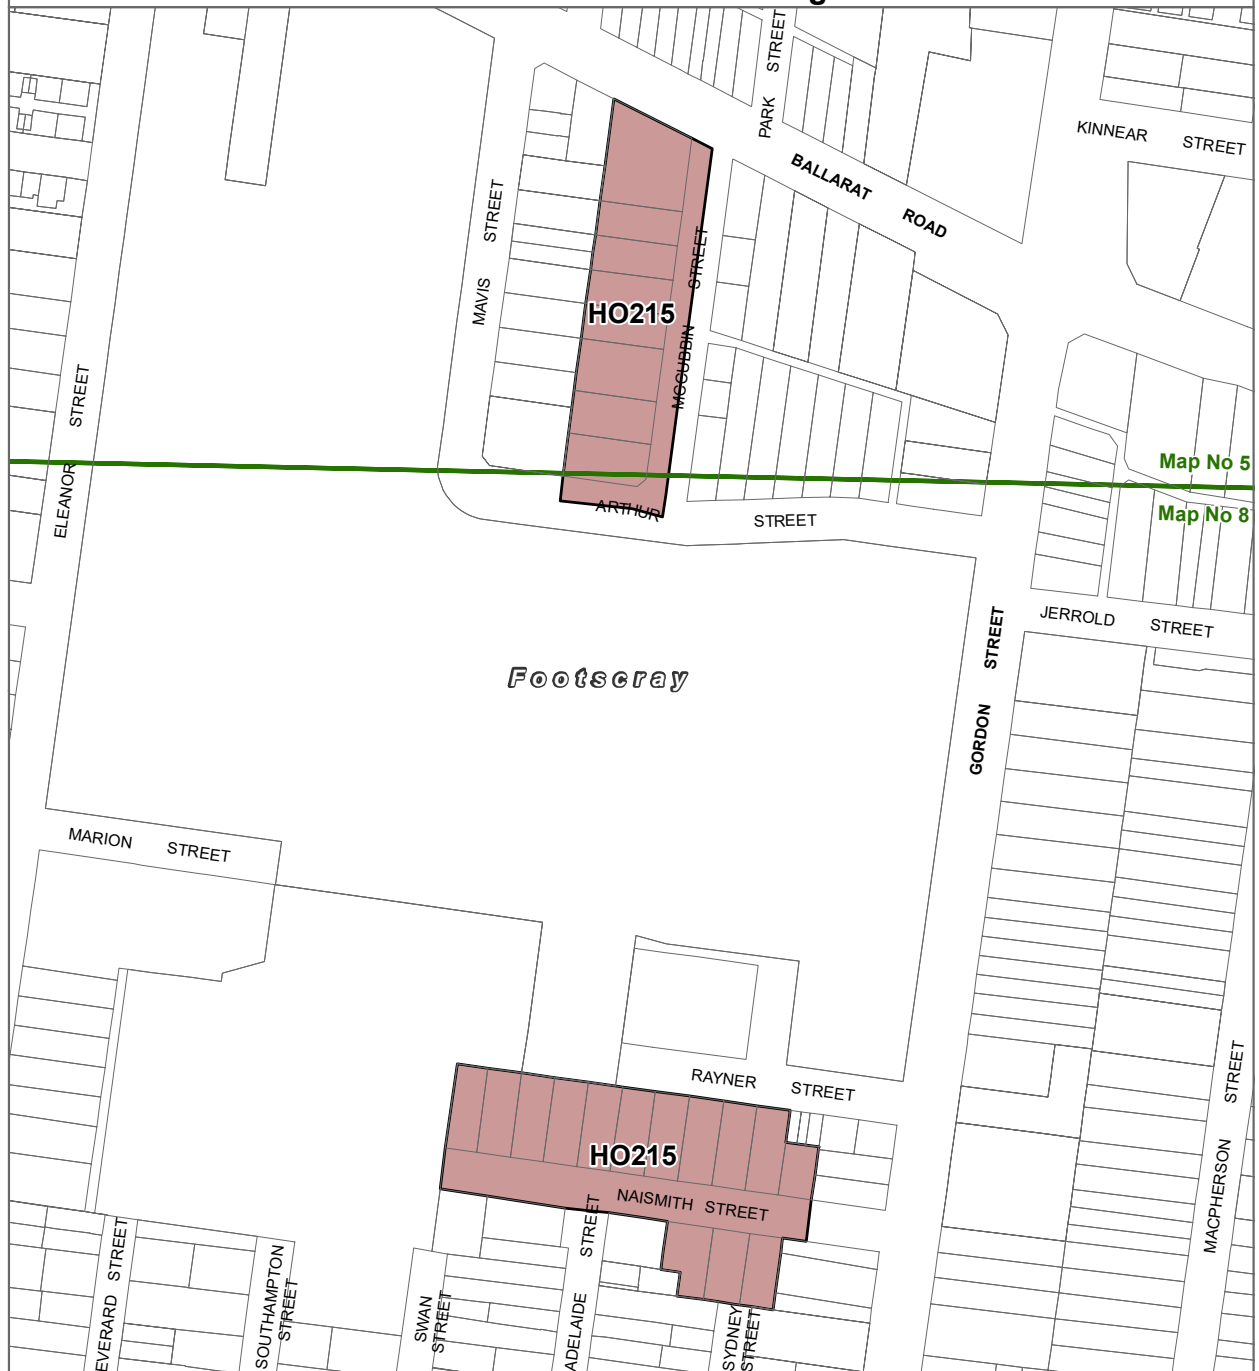 PARK STREET
KINNEAR STREET
BALLARAT ROAD
MAVIS STREET
MCCUBBIN STREET
HO215
ELEANOR STREET
Map No 5
Map No 8
ARTHUR STREET
JERROLD STREET
GORDON STREET
Footscray
MARION STREET
RAYNER STREET
HO215
NAISMITH STREET
MACPHERSON STREET
EVERARD STREET
SOUTHAMPTON STREET
SWAN STREET
ADELAIDE STREET
SYDNEY STREET